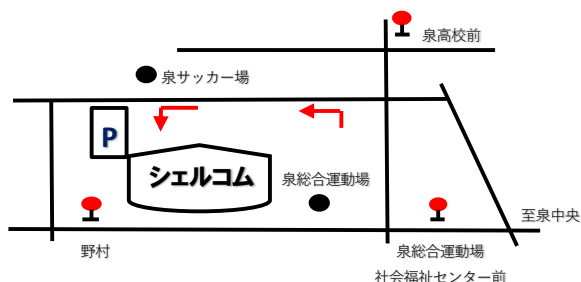 泉高校前
泉サッカー場
P
シェルコム
泉総合運動場
至泉中央
野村
泉総合運動場
社会福祉センター前